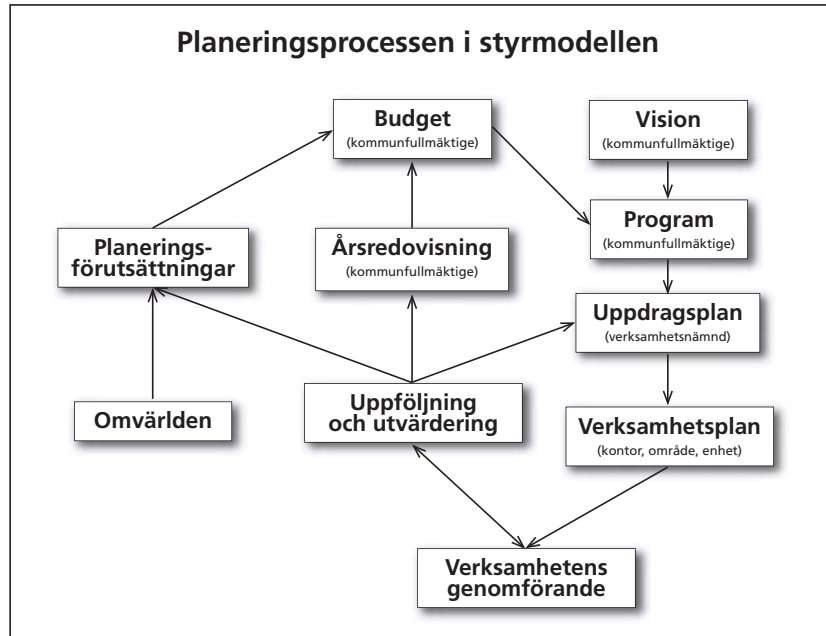 Planeringsprocessen i styrmodellen
Budget
(kommunfullmäktige)
Vision
(kommunfullmäktige)
Planerings-
förutsättningar
Årsredovisning
(kommunfullmäktige)
Program
(kommunfullmäktige)
Uppdragsplan
(verksamhetsnämnd)
Omvärlden
Uppföljning
och utvärdering
Verksamhetsplan
(kontor, område, enhet)
Verksamhetens
genomförande